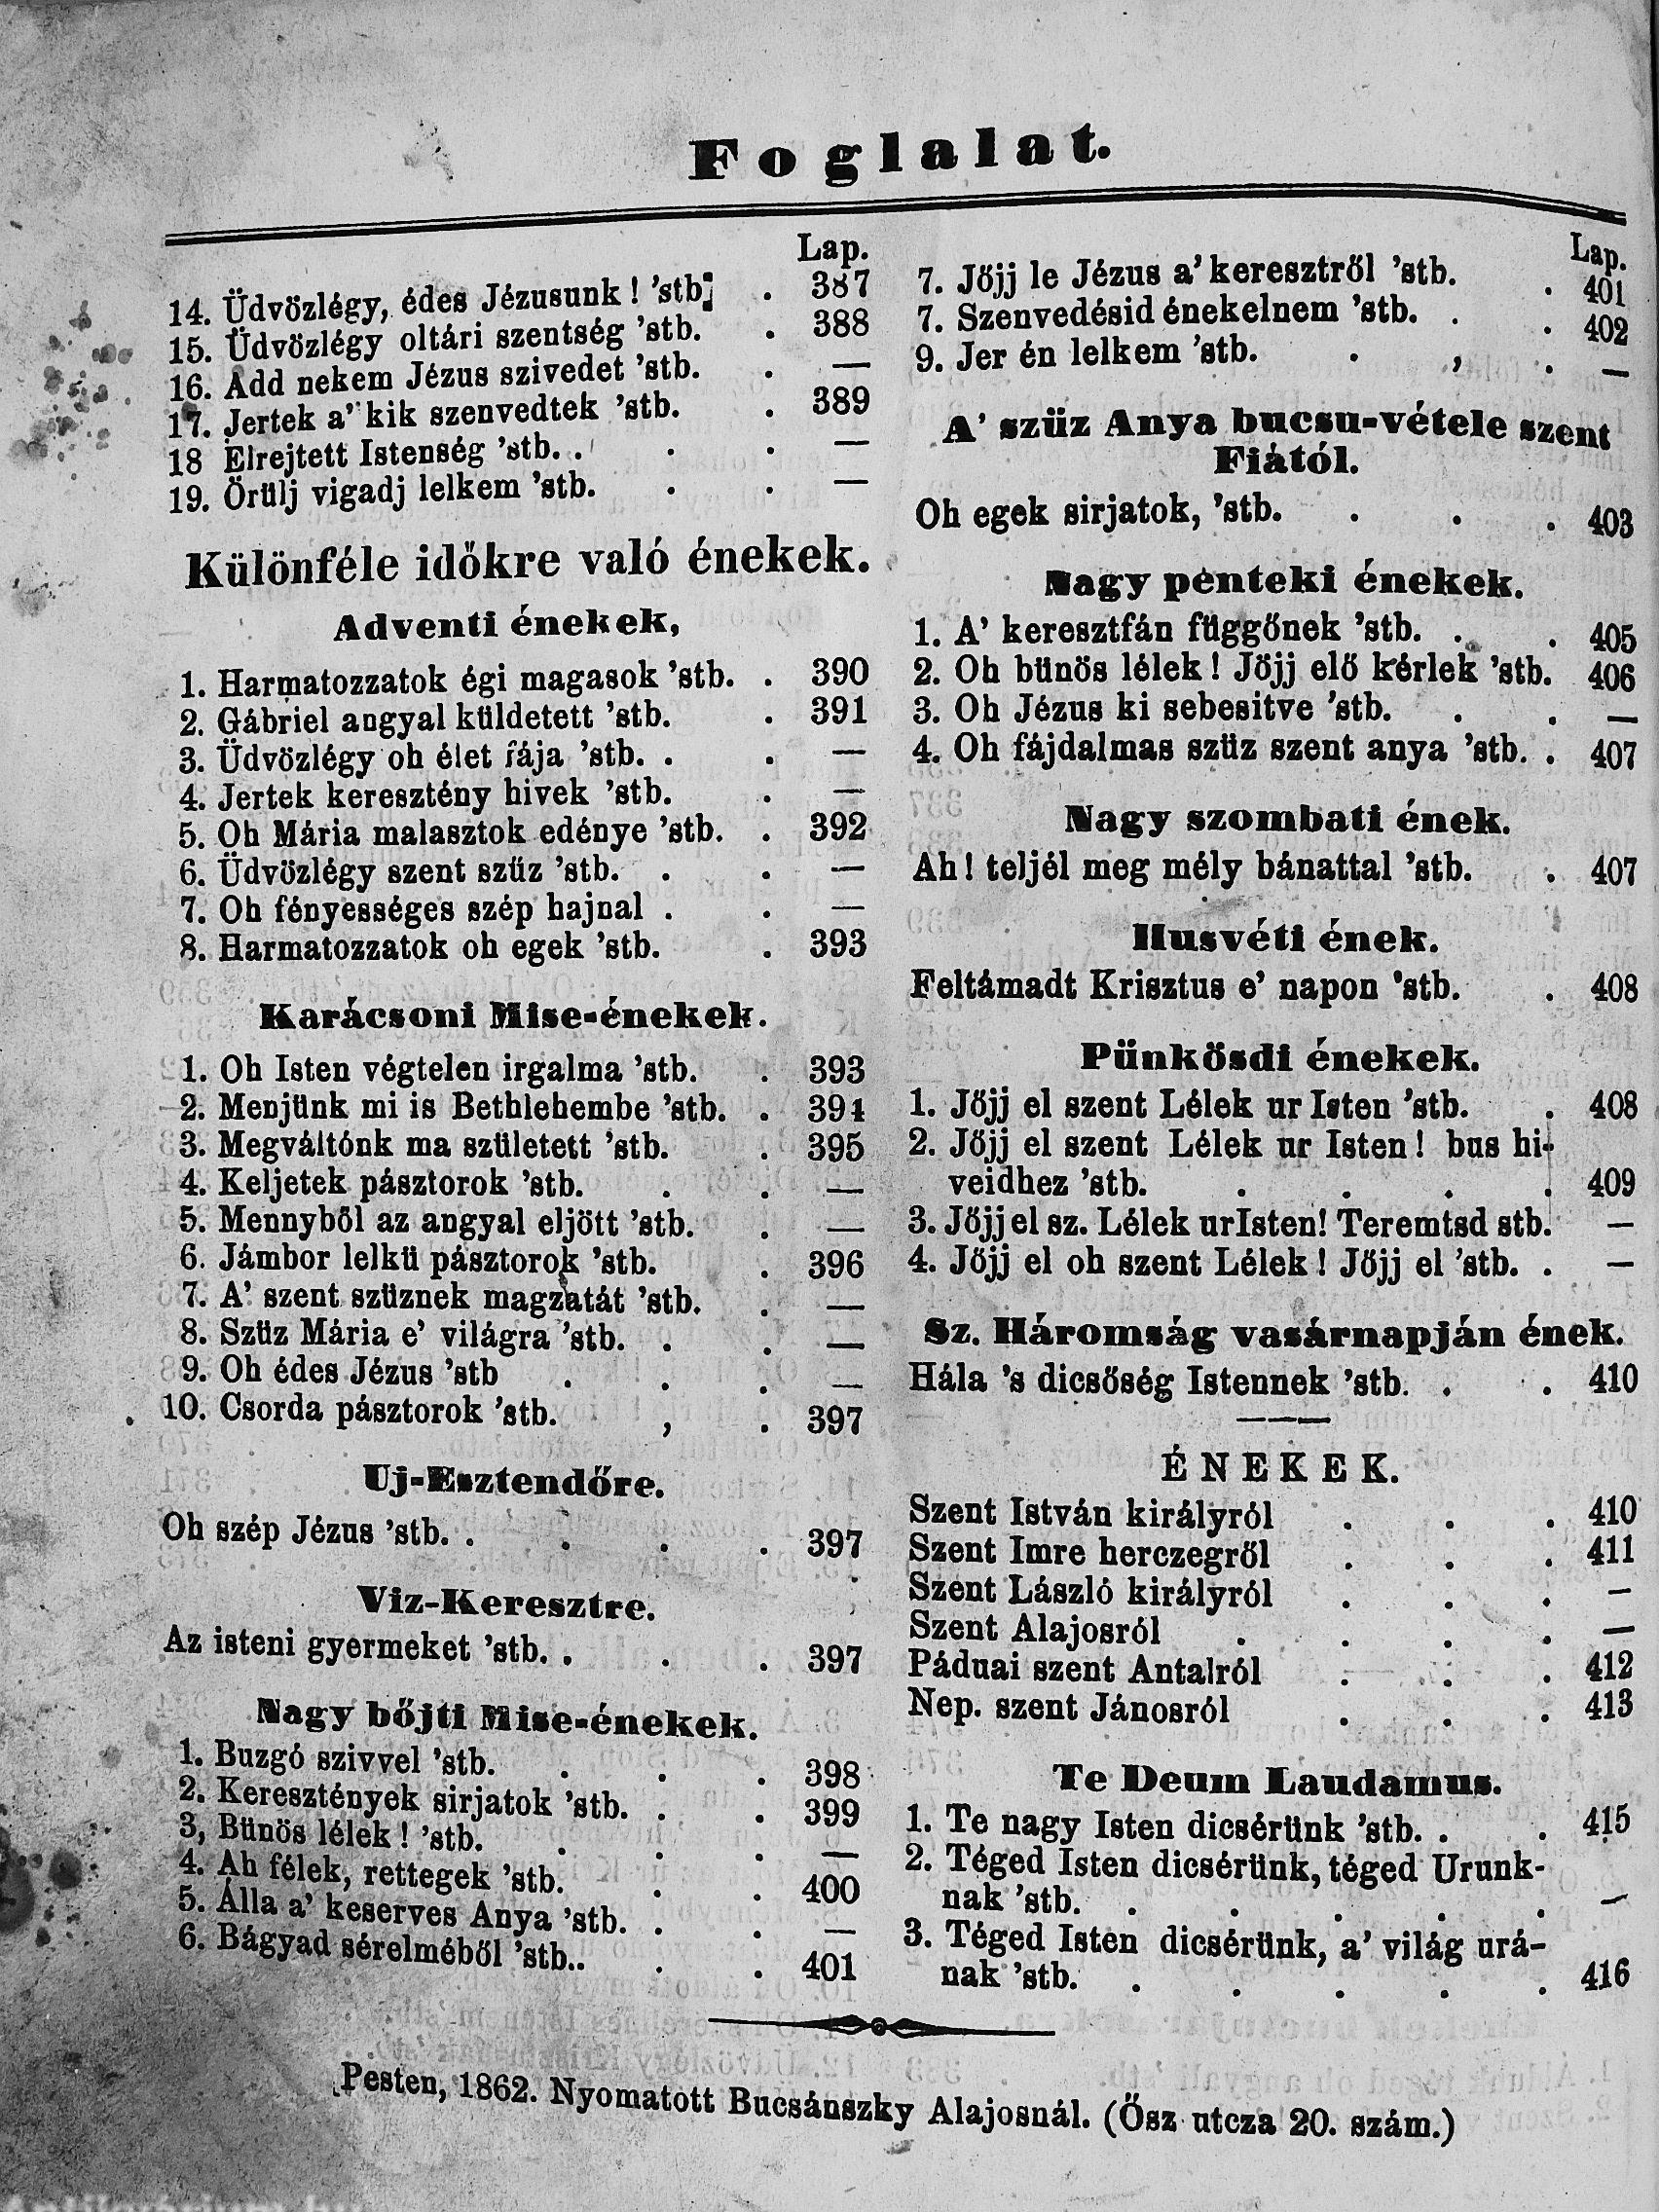 Foglalat.
Lap.
14. Üdvözlégy, édes Jézusunk! 'stb. . 387
15. Üdvözlégy oltári szentség 'stb. . 388
16. Add nekem Jézus szivedet 'stb. . —
17. Jertek a' kik szenvedtek 'stb. . 389
18 Elrejtett Istenség 'stb. . . . —
19. Örülj vigadj lelkem 'stb. . . —
Különféle időkre való énekek.
Adventi énekek,
1. Harmatozzatok égi magasok 'stb. . 390
2. Gábriel angyal küldetett 'stb. . 391
3. Üdvözlégy oh élet fája 'stb. . . —
4. Jertek keresztény hivek 'stb. . —
5. Oh Mária malasztok edénye 'stb. . 392
6. Üdvözlégy szent szűz 'stb. . . —
7. Oh fényességes szép hajnal . . —
8. Harmatozzatok oh egek 'stb. . 393
Karácsoni Mise-énekek.
1. Oh Isten végtelen irgalma 'stb. . 393
2. Menjünk mi is Bethlehembe 'stb. . 394
3. Megváltónk ma született 'stb. . 395
4. Keljetek pásztorok 'stb. . . —
5. Mennyből az angyal eljött 'stb. . —
6. Jámbor lelkü pásztorok 'stb. . 396
7. A' szent szüznek magzatát 'stb. . —
8. Szüz Mária e' világra 'stb. . . —
9. Oh édes Jézus 'stb . . . —
10. Csorda pásztorok 'stb. , . 397
Uj-Esztendőre.
Oh szép Jézus 'stb. . . . . 397
Viz-Keresztre.
Az isteni gyermeket 'stb. . . . 397
Nagy bőjti Mise-énekek.
1. Buzgó szivvel 'stb. . . . 398
2. Keresztények sirjatok 'stb. . . 399
3, Bünös lélek! 'stb. . . . —
4. Ah félek, rettegek 'stb. . . 400
5. Álla a' keserves Anya 'stb. . . —
6. Bágyad sérelméből 'stb.. . . 401
Lap.
7. Jőjj le Jézus a' keresztről 'stb. . 401
7. Szenvedésid énekelnem 'stb. . . 402
9. Jer én lelkem 'stb. . , . —
A' szüz Anya bucsu-vétele szent
Fiától.
Oh egek sirjatok, 'stb. . . . 403
Nagy penteki énekek.
1. A' keresztfán függőnek 'stb. . . 405
2. Oh bünös lélek! Jöjj elő kérlek 'stb. 406
3. Oh Jézus ki sebesitve 'stb. . . —
4. Oh fájdalmas szüz szent anya 'stb. . 407
Nagy szombati ének.
Ah! teljél meg mély bánattal 'stb. . 407
Husvéti ének.
Feltámadt Krisztus e' napon 'stb. . 408
Pünkösdi énekek.
1. Jőjj el szent Lélek ur Isten 'stb. . 408
2. Jőjj el szent Lélek ur Isten! bus hi-
veidhez 'stb. . . . . 409
3. Jőjj el sz. Lélek urIsten! Teremtsd stb. —
4. Jőjj el oh szent Lélek! Jőjj el 'stb. . —
Sz. Háromság vasárnapján ének.
Hála 's dicsőség Istennek 'stb. . . 410
ÉNEKEK.
Szent István királyról . . . 410
Szent Imre herczegről . . . 411
Szent László királyról . . . —
Szent Alajosról . . . . —
Páduai szent Antalról . . . 412
Nep. szent Jánosról . . . 413
Te Deum Laudamus.
1. Te nagy Isten dicsérünk 'stb. . . 415
2. Téged Isten dicsérünk, téged Urunk-
nak 'stb. . . . . . —
3. Téged Isten dicsérünk, a' világ urá-
nak 'stb. . . . . . 416
Pesten, 1862. Nyomatott Bucsánszky Alajosnál. (Ősz utcza 20. szám.)